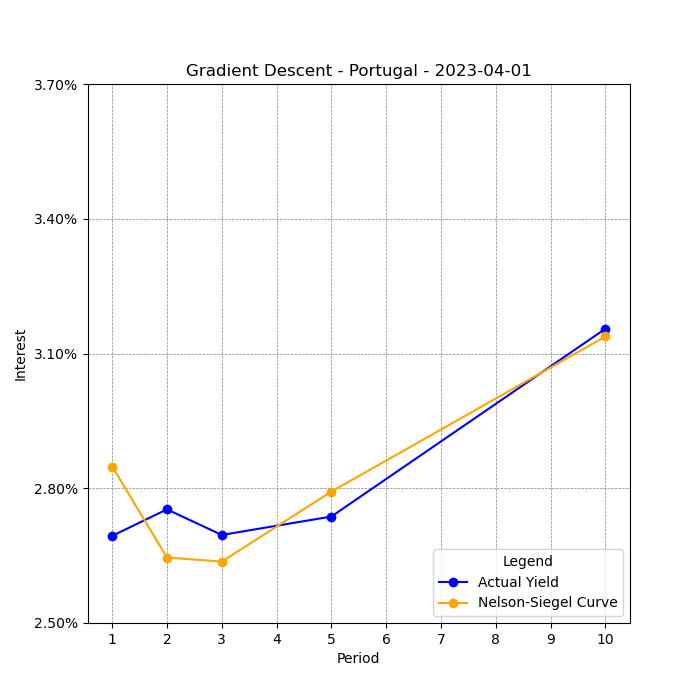 Gradient Descent - Portugal - 2023-04-01
3.70%
3.40%
3.10%
2.80%
2.50%
Interest
1 2 3 4 5 6 7 8 9 10
Period
Legend
Actual Yield
Nelson-Siegel Curve